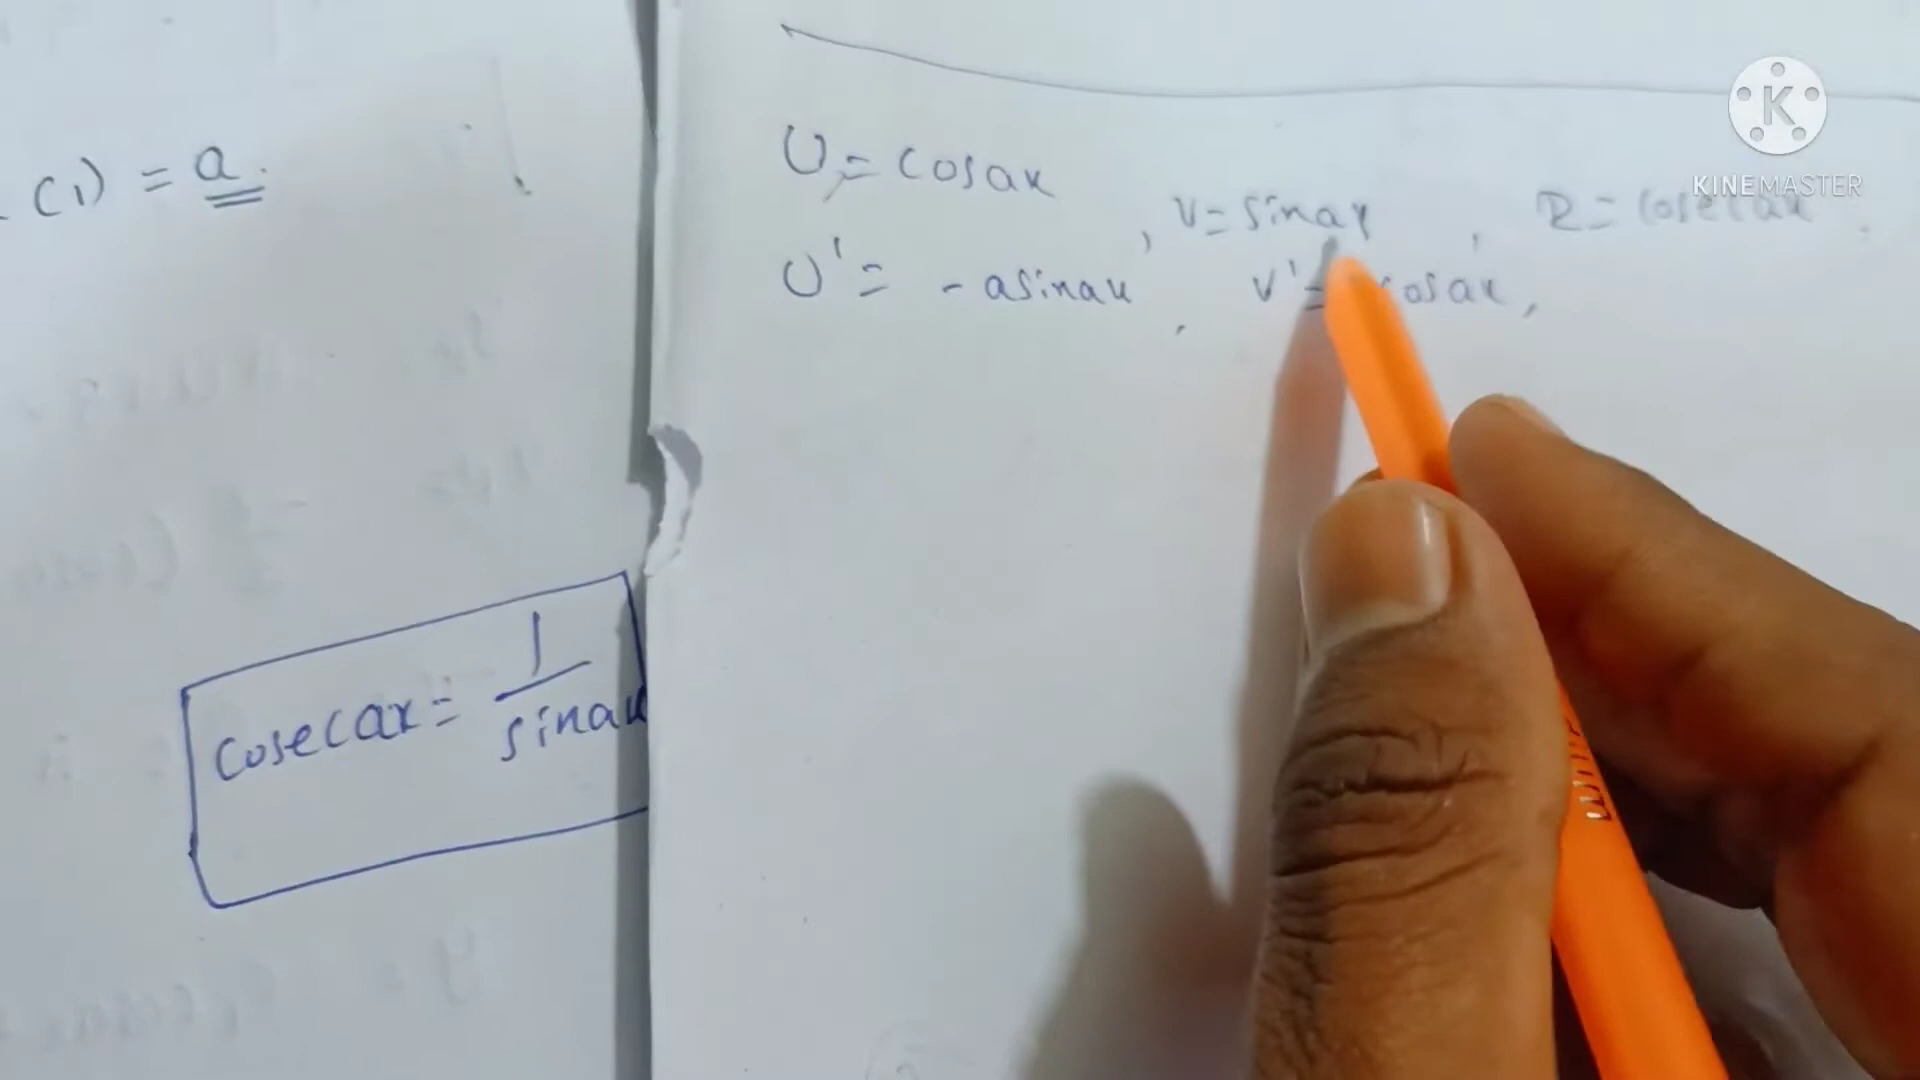 (1) = a.
U = cosax
, V = sinax , R = cosecax
U' = - asinax , V' = cosax,
cosecax = 1
sinax
K
KINEMASTER